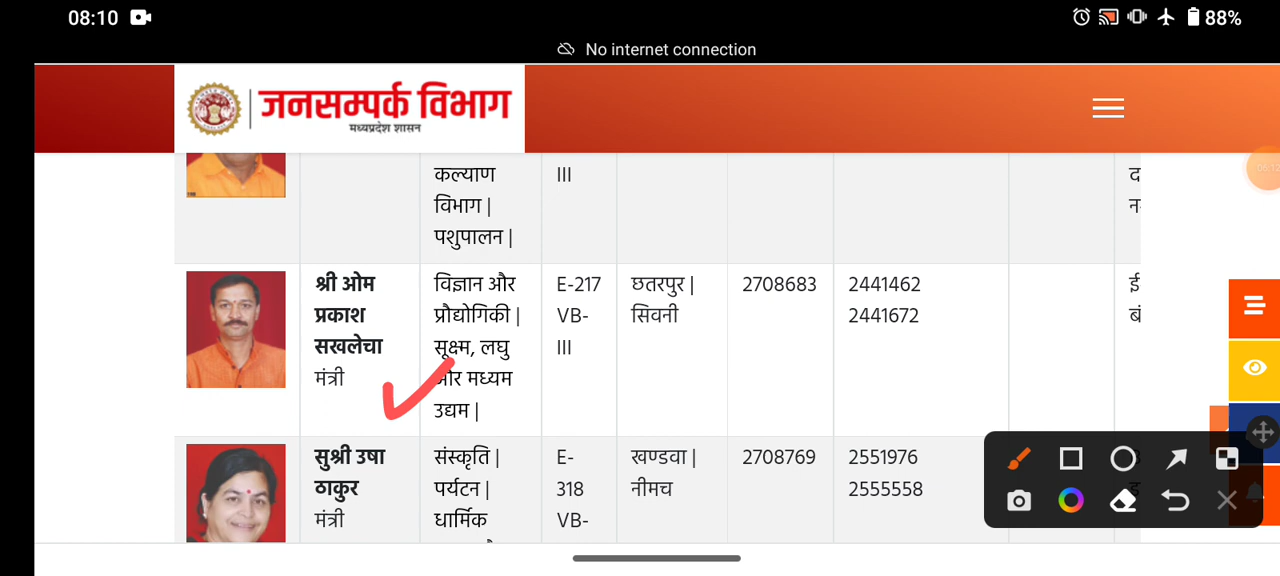 08:10
88%
No internet connection
जनसम्पर्क विभाग
मध्यप्रदेश शासन
कल्याण
विभाग |
पशुपालन |
III
श्री ओम
प्रकाश
सखलेचा
मंत्री
विज्ञान और
प्रौद्योगिकी |
सूक्ष्म, लघु
और मध्यम
उद्यम |
E-217
VB-
III
छतरपुर |
सिवनी
2708683
2441462
2441672
सुश्री उषा
ठाकुर
मंत्री
संस्कृति |
पर्यटन |
धार्मिक
E-
318
VB-
खण्डवा |
नीमच
2708769
2551976
2555558